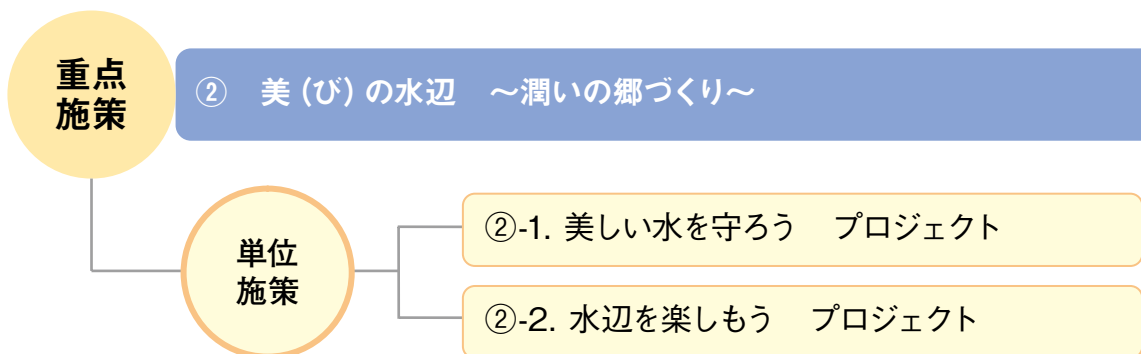 重点
施策
② 美（び）の水辺 ～潤いの郷づくり～
単位
施策
②-1. 美しい水を守ろう プロジェクト
②-2. 水辺を楽しもう プロジェクト